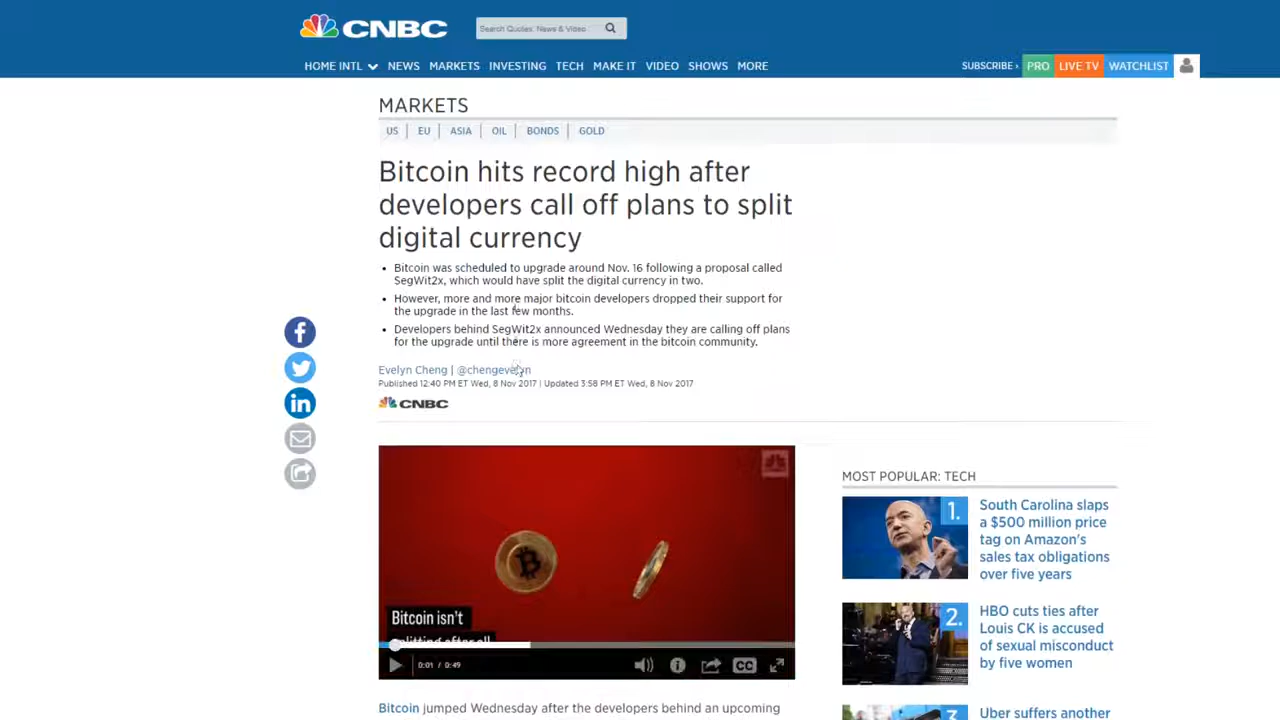 CNBC
Search Quotes, News & Video
HOME INTL NEWS MARKETS INVESTING TECH MAKE IT VIDEO SHOWS MORE
SUBSCRIBE PRO LIVE TV WATCHLIST
MARKETS
US EU ASIA OIL BONDS GOLD
Bitcoin hits record high after
developers call off plans to split
digital currency
• Bitcoin was scheduled to upgrade around Nov. 16 following a proposal called
SegWit2x, which would have split the digital currency in two.
• However, more and more major bitcoin developers dropped their support for
the upgrade in the last few months.
• Developers behind SegWit2x announced Wednesday they are calling off plans
for the upgrade until there is more agreement in the bitcoin community.
Evelyn Cheng | @chengevelyn
Published 12:40 PM ET Wed, 8 Nov 2017 | Updated 3:58 PM ET Wed, 8 Nov 2017
CNBC
Bitcoin isn't
splitting after all
0:01 / 0:49
CC
Bitcoin jumped Wednesday after the developers behind an upcoming
MOST POPULAR: TECH
1.
South Carolina slaps
a $500 million price
tag on Amazon's
sales tax obligations
over five years
2.
HBO cuts ties after
Louis CK is accused
of sexual misconduct
by five women
3.
Uber suffers another